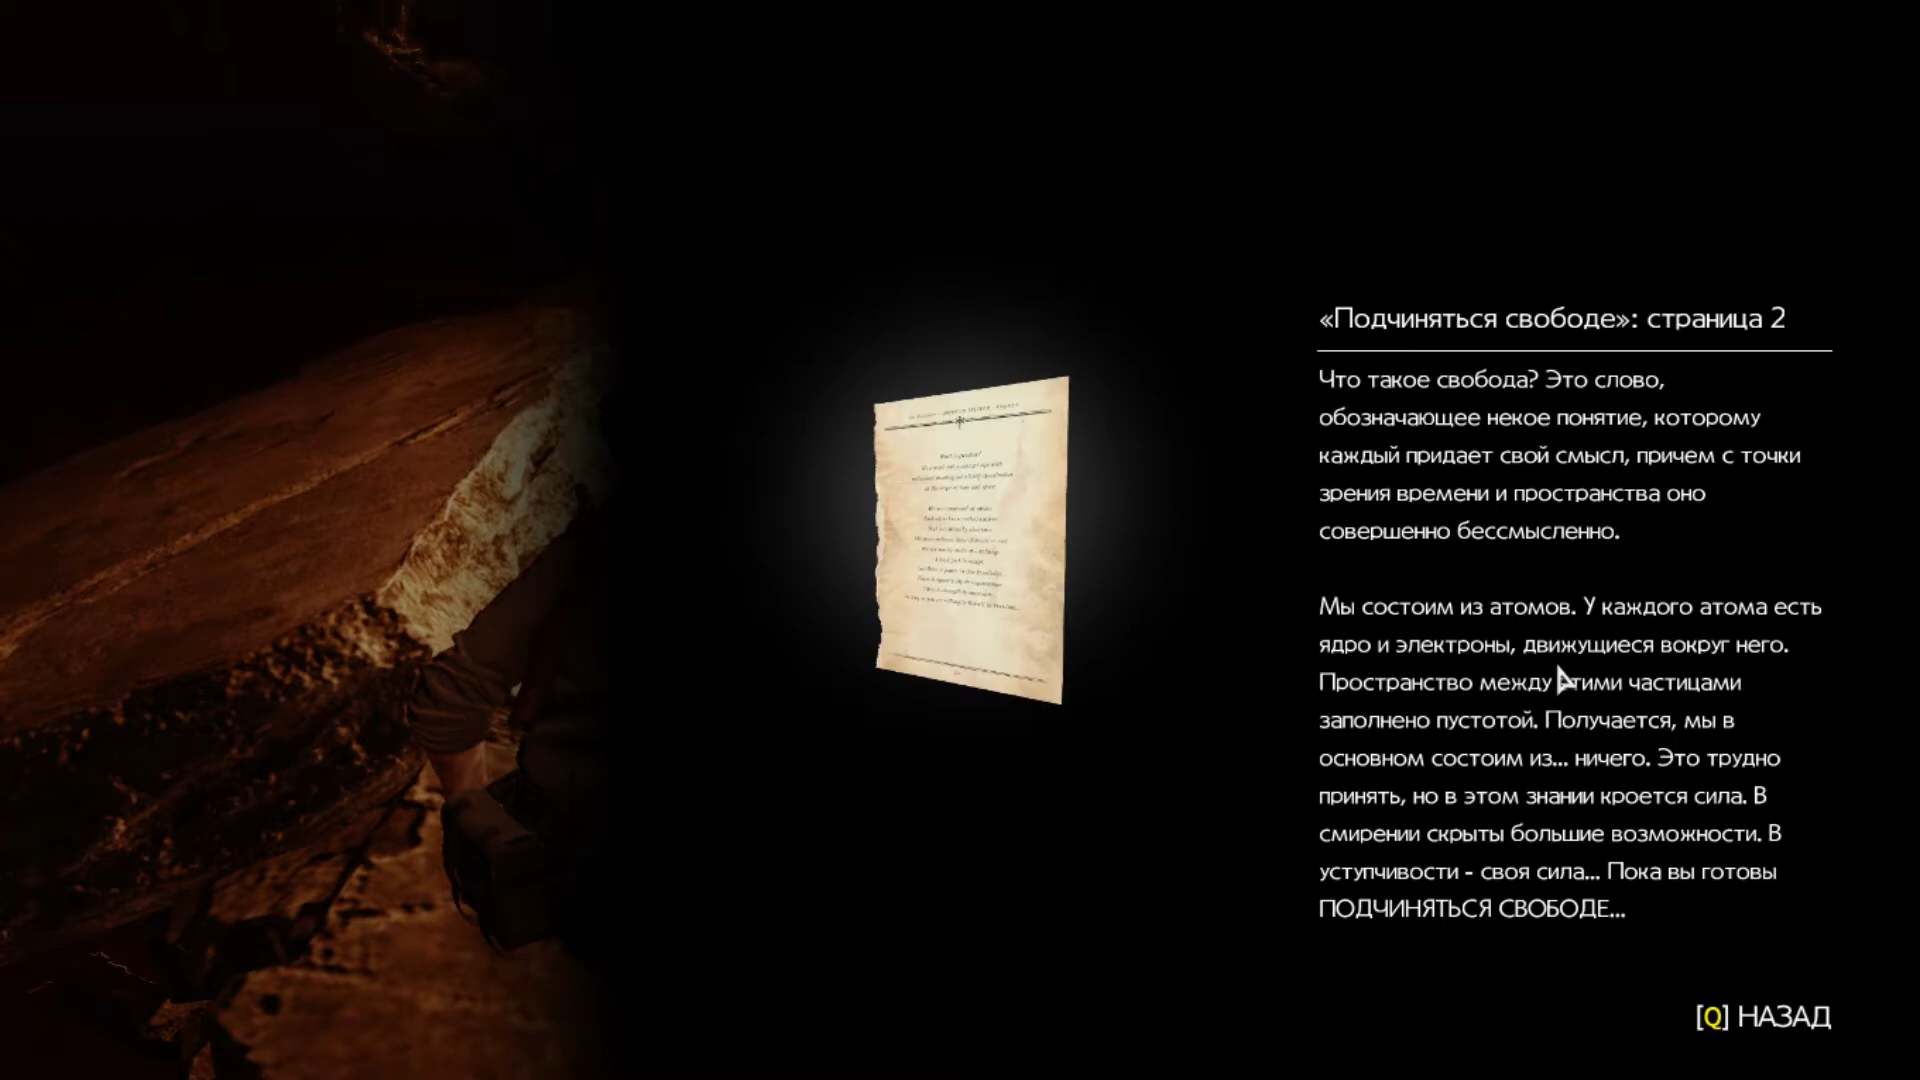 «Подчиняться свободе»: страница 2
Что такое свобода? Это слово,
обозначающее некое понятие, которому
каждый придает свой смысл, причем с точки
зрения времени и пространства оно
совершенно бессмысленно.
Мы состоим из атомов. У каждого атома есть
ядро и электроны, движущиеся вокруг него.
Пространство между этими частицами
заполнено пустотой. Получается, мы в
основном состоим из... ничего. Это трудно
принять, но в этом знании кроется сила. В
смирении скрыты большие возможности. В
уступчивости - своя сила... Пока вы готовы
ПОДЧИНЯТЬСЯ СВОБОДЕ...
[Q] НАЗАД